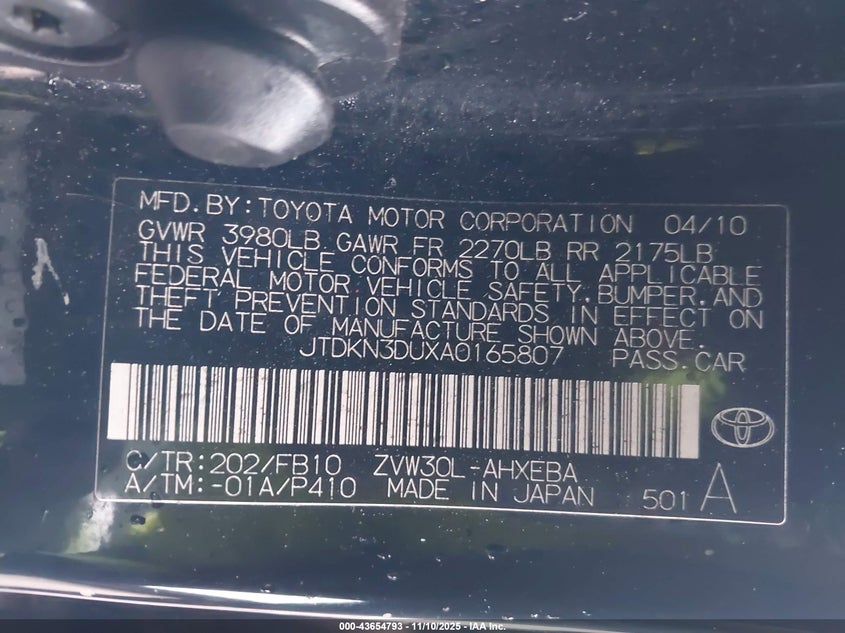 MFD.BY:TOYOTA MOTOR CORPORATION 04/10
GVWR 3980LB GAWR FR 2270LB RR 2175LB
THIS VEHICLE CONFORMS TO ALL APPLICABLE
FEDERAL MOTOR VEHICLE SAFETY,BUMPER,AND
THEFT PREVENTION STANDARDS IN EFFECT ON
THE DATE OF MANUFACTURE SHOWN ABOVE.
JTDKN3DUXA0165807 PASS.CAR
C/TR:202/FB10 ZVW30L-AHXEBA
A/TM:-01A/P410 MADE IN JAPAN 501 A
000-43654793 - 11/10/2025 - IAA Inc.